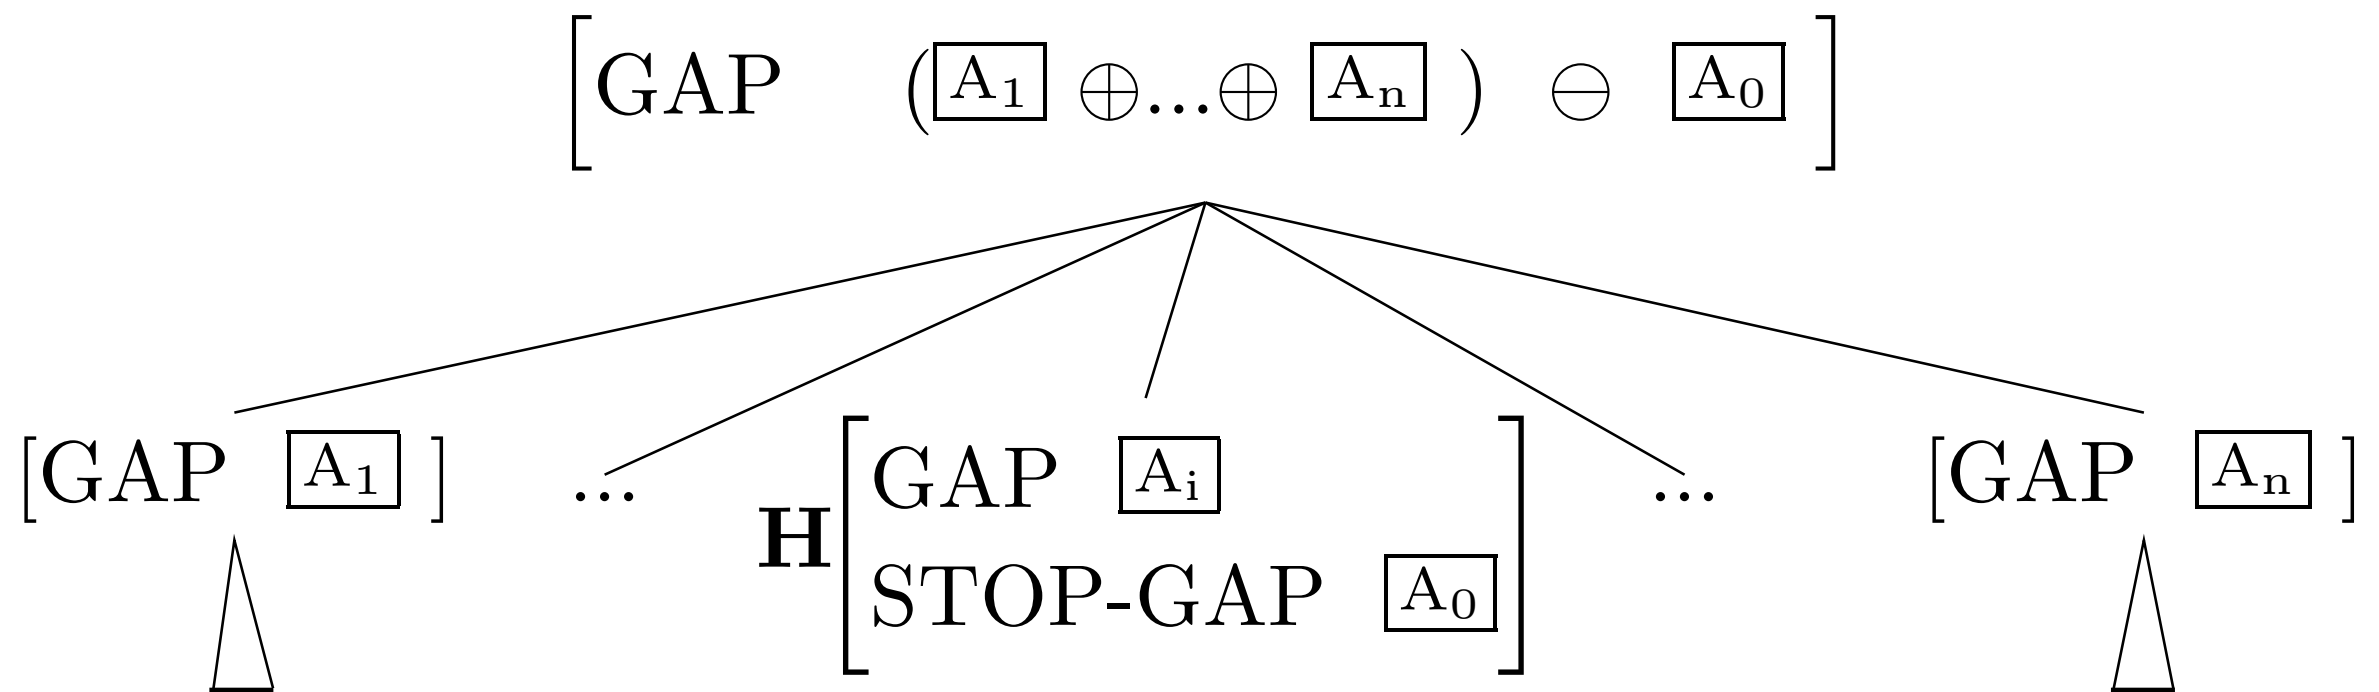 [GAP (A₁ ⊕...⊕ Aₙ) ⊖ A₀]
[GAP A₁] ... H[GAP Aᵢ ... [GAP Aₙ]
STOP-GAP A₀]